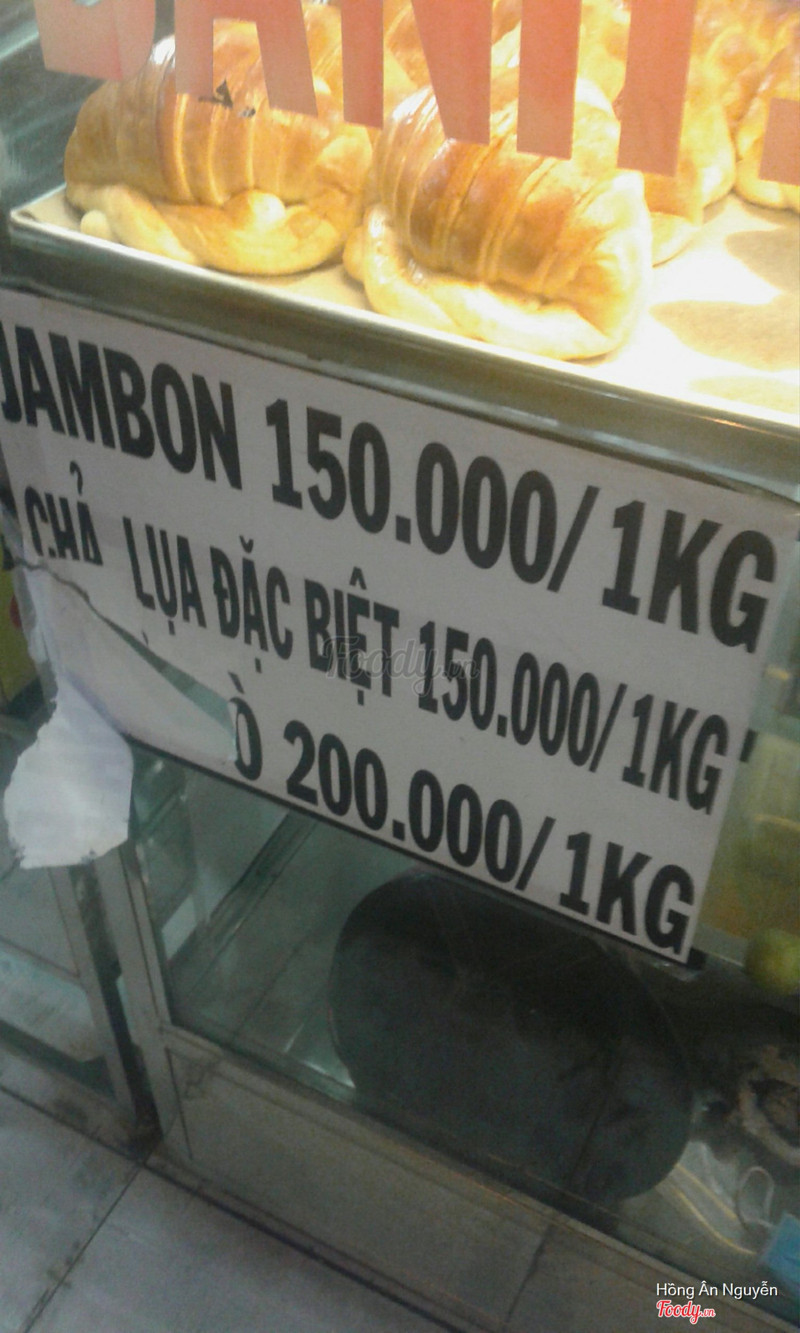 BÁNH
JAMBON 150.000/1KG
CHẢ LỤA ĐẶC BIỆT 150.000/1KG
200.000/1KG
Foody.vn
Hồng Ân Nguyễn
Foody.vn